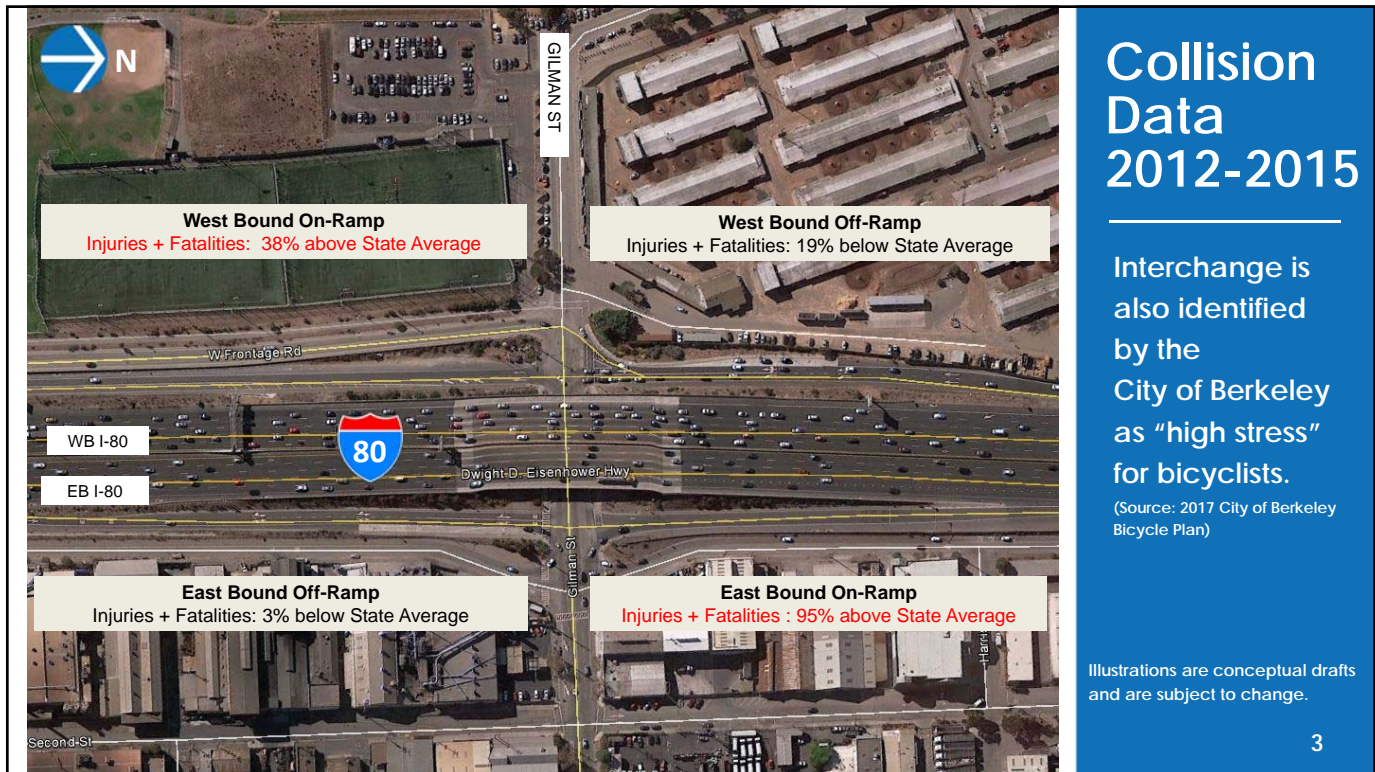 N
GILMAN ST
West Bound On-Ramp
Injuries + Fatalities: 38% above State Average
West Bound Off-Ramp
Injuries + Fatalities: 19% below State Average
W Frontage Rd
WB I-80
80
Dwight D. Eisenhower Hwy
EB I-80
Gilman St
East Bound Off-Ramp
Injuries + Fatalities: 3% below State Average
East Bound On-Ramp
Injuries + Fatalities : 95% above State Average
Second St
Collision
Data
2012-2015
Interchange is
also identified
by the
City of Berkeley
as “high stress”
for bicyclists.
(Source: 2017 City of Berkeley
Bicycle Plan)
Illustrations are conceptual drafts
and are subject to change.
3